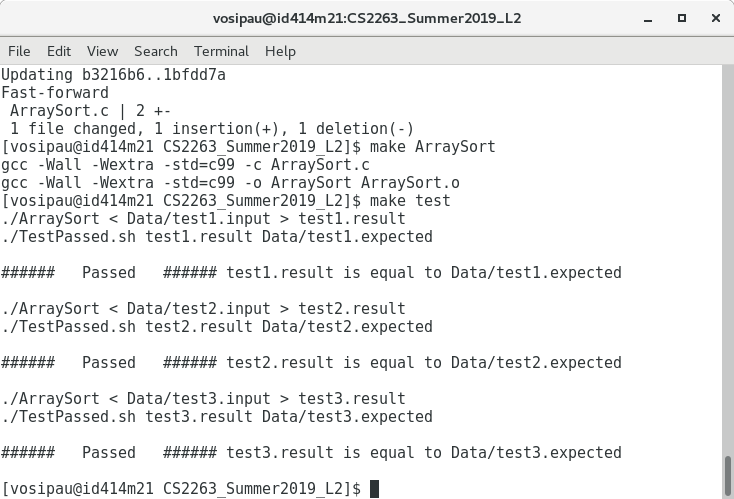 vosipau@id414m21:CS2263_Summer2019_L2
File Edit View Search Terminal Help
Updating b3216b6..1bfdd7a
Fast-forward
 ArraySort.c | 2 +-
 1 file changed, 1 insertion(+), 1 deletion(-)
[vosipau@id414m21 CS2263_Summer2019_L2]$ make ArraySort
gcc -Wall -Wextra -std=c99 -c ArraySort.c
gcc -Wall -Wextra -std=c99 -o ArraySort ArraySort.o
[vosipau@id414m21 CS2263_Summer2019_L2]$ make test
./ArraySort < Data/test1.input > test1.result
./TestPassed.sh test1.result Data/test1.expected
######   Passed   ###### test1.result is equal to Data/test1.expected
./ArraySort < Data/test2.input > test2.result
./TestPassed.sh test2.result Data/test2.expected
######   Passed   ###### test2.result is equal to Data/test2.expected
./ArraySort < Data/test3.input > test3.result
./TestPassed.sh test3.result Data/test3.expected
######   Passed   ###### test3.result is equal to Data/test3.expected
[vosipau@id414m21 CS2263_Summer2019_L2]$